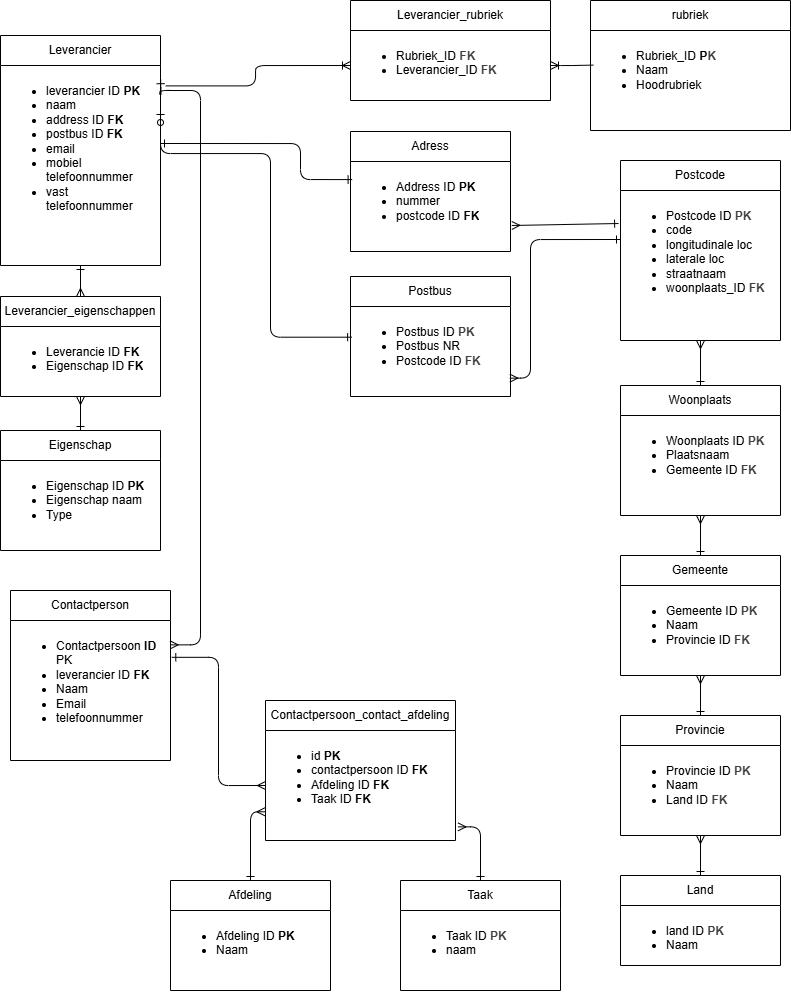 Leverancier
leverancier ID PK
naam
address ID FK
postbus ID FK
email
mobiel
telefoonnummer
vast
telefoonnummer
Leverancier_rubriek
Rubriek_ID FK
Leverancier_ID FK
rubriek
Rubriek_ID PK
Naam
Hoodrubriek
Adress
Address ID PK
nummer
postcode ID FK
Postcode
Postcode ID PK
code
longitudinale loc
laterale loc
straatnaam
woonplaats_ID FK
Postbus
Postbus ID PK
Postbus NR
Postcode ID FK
Leverancier_eigenschappen
Leverancie ID FK
Eigenschap ID FK
Eigenschap
Eigenschap ID PK
Eigenschap naam
Type
Woonplaats
Woonplaats ID PK
Plaatsnaam
Gemeente ID FK
Gemeente
Gemeente ID PK
Naam
Provincie ID FK
Contactperson
Contactpersoon ID
PK
leverancier ID FK
Naam
Email
telefoonnummer
Contactpersoon_contact_afdeling
id PK
contactpersoon ID FK
Afdeling ID FK
Taak ID FK
Provincie
Provincie ID PK
Naam
Land ID FK
Afdeling
Afdeling ID PK
Naam
Taak
Taak ID PK
naam
Land
land ID PK
Naam